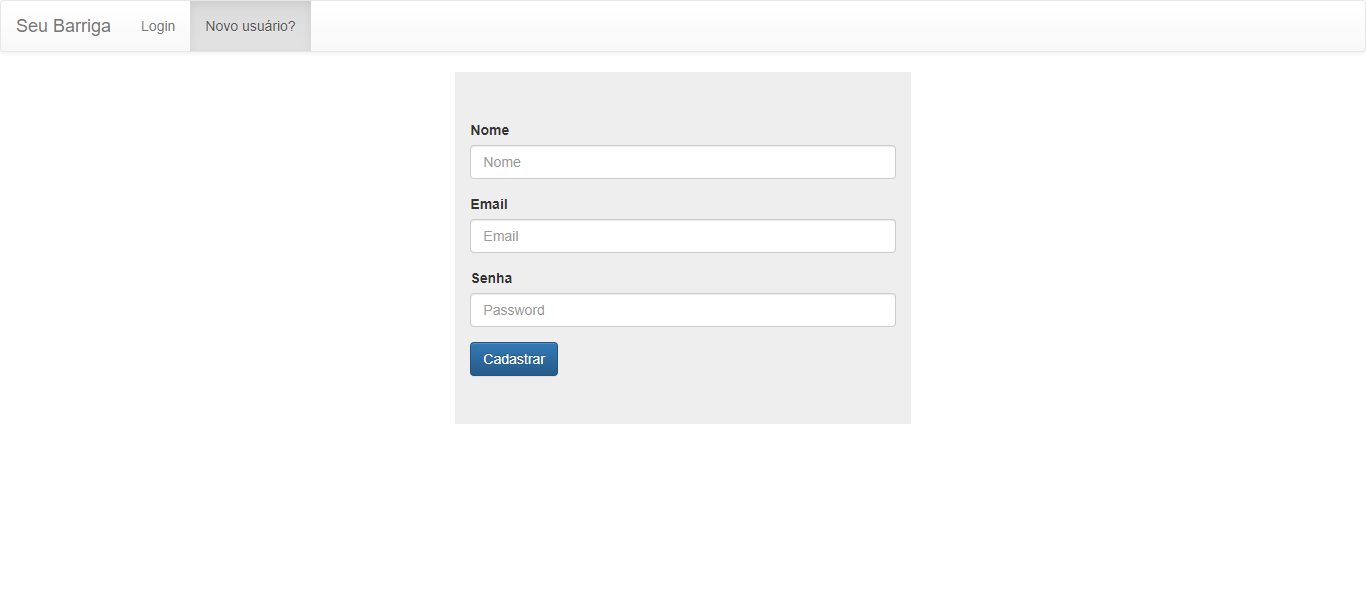 Seu Barriga Login Novo usuário?
Nome
Nome
Email
Email
Senha
Password
Cadastrar